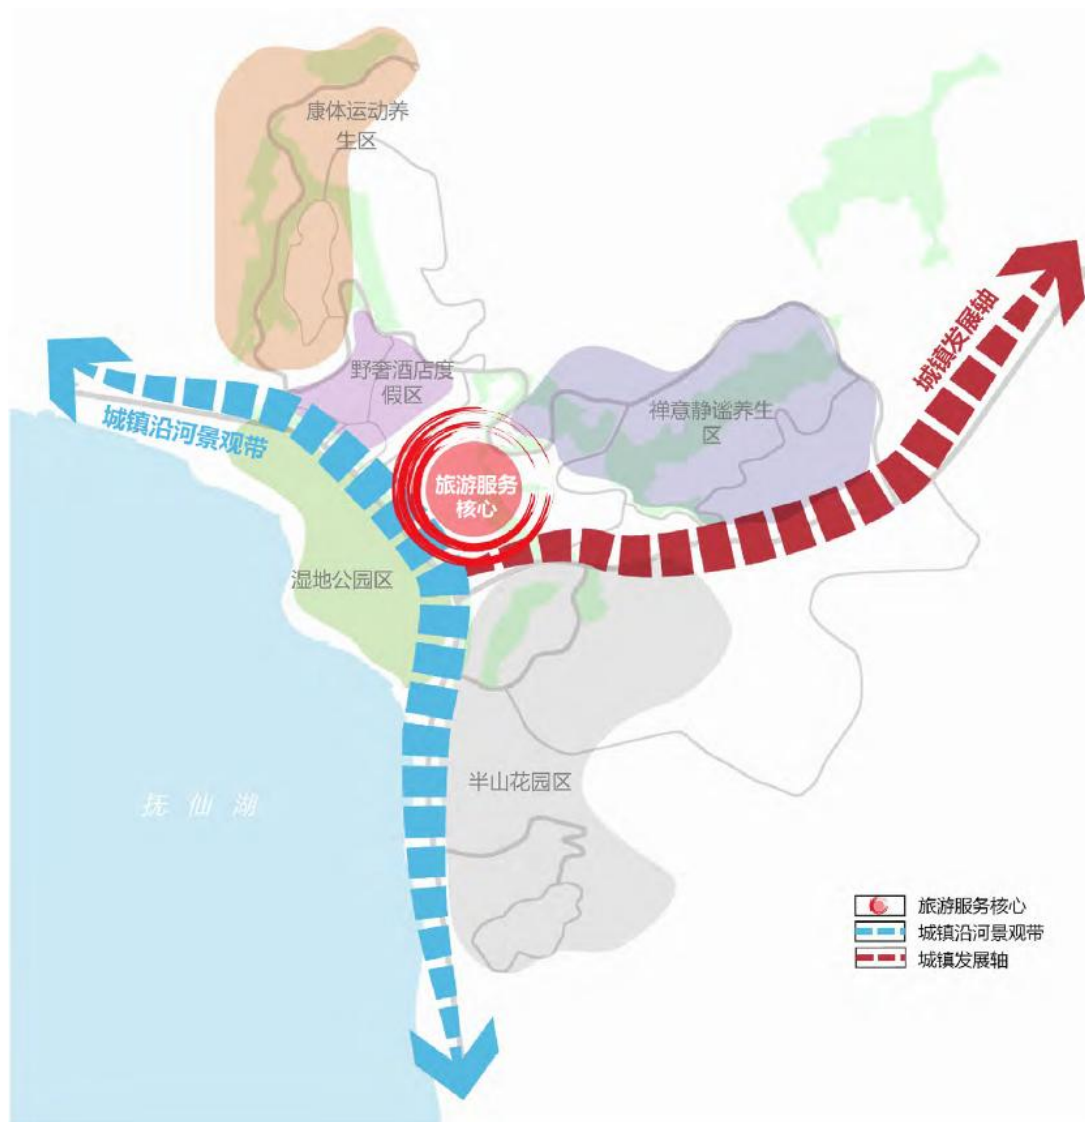 康体运动养
生区
野奢酒店度
假区
城镇发展轴
禅意静谧养生
区
城镇沿河景观带
旅游服务
核心
湿地公园区
半山花园区
抚仙湖
旅游服务核心
城镇沿河景观带
城镇发展轴